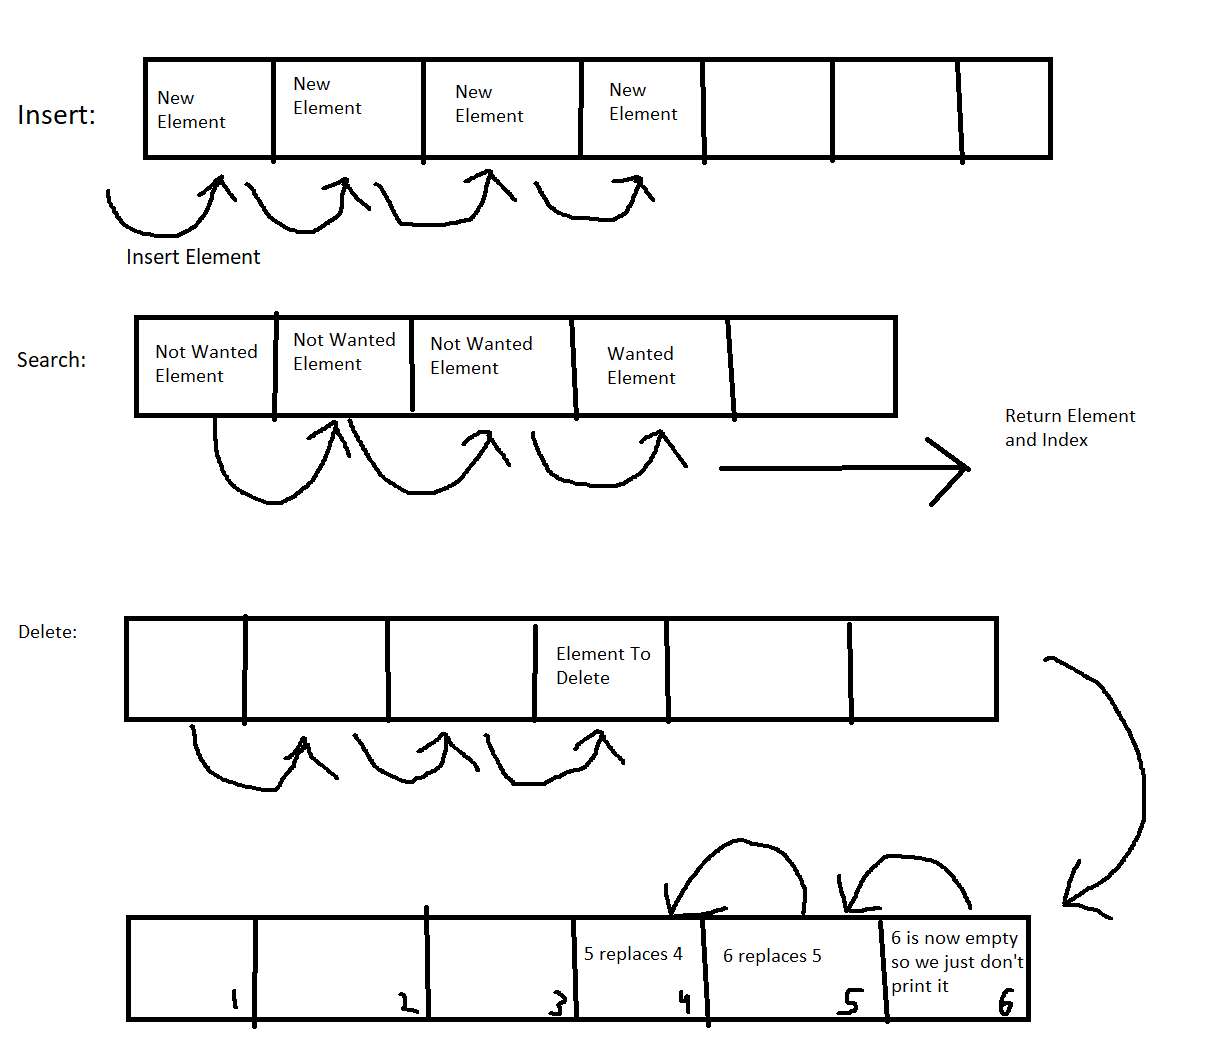 Insert:
New
Element
New
Element
New
Element
New
Element
Insert Element
Search:
Not Wanted
Element
Not Wanted
Element
Not Wanted
Element
Wanted
Element
Return Element
and Index
Delete:
Element To
Delete
5 replaces 4
6 replaces 5
6 is now empty
so we just don't
print it
1
2
3
4
5
6